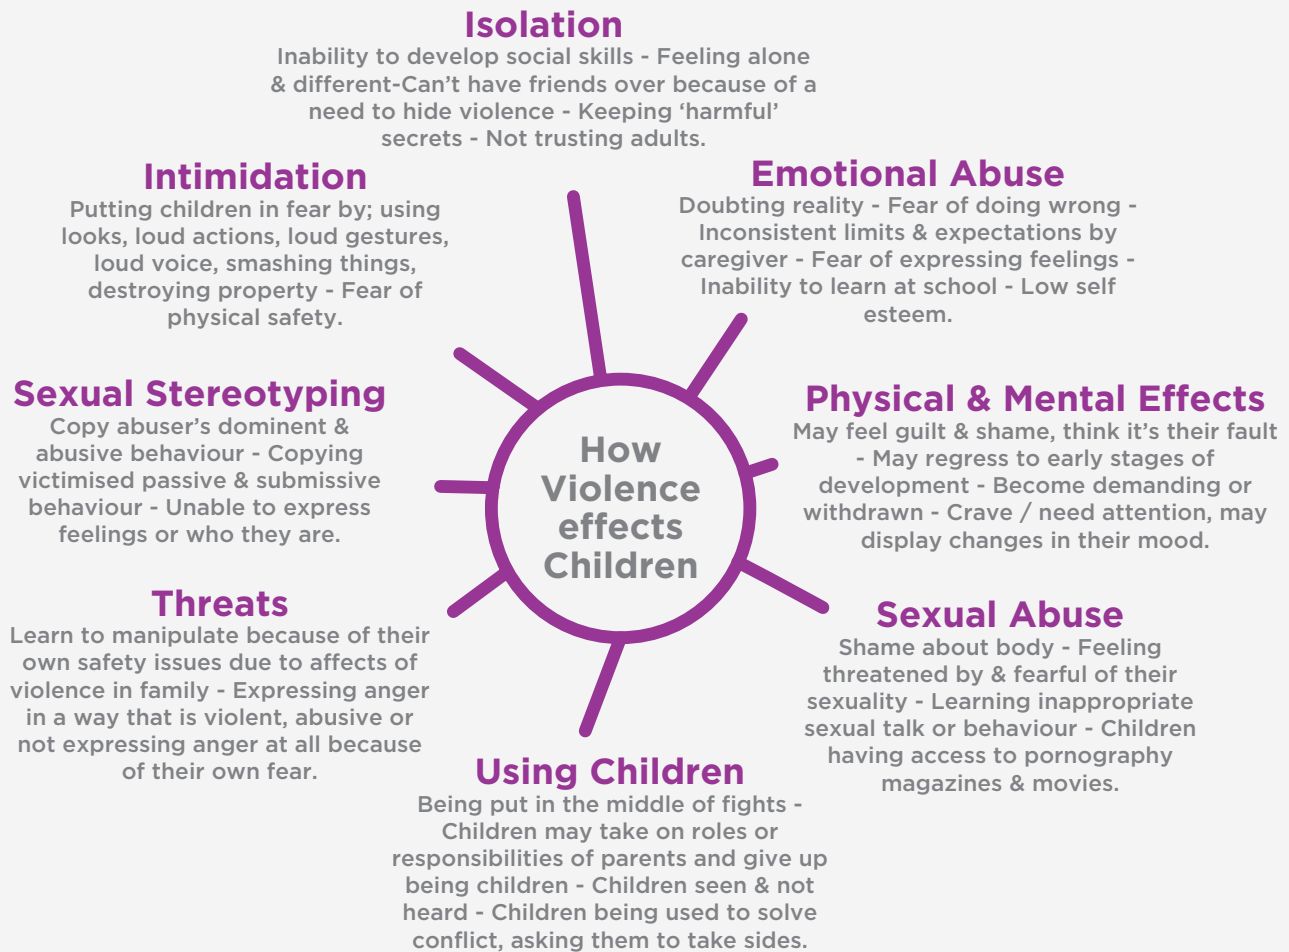 Isolation
Inability to develop social skills - Feeling alone
& different-Can’t have friends over because of a
need to hide violence - Keeping ‘harmful’
secrets - Not trusting adults.
Intimidation
Putting children in fear by; using
looks, loud actions, loud gestures,
loud voice, smashing things,
destroying property - Fear of
physical safety.
Emotional Abuse
Doubting reality - Fear of doing wrong -
Inconsistent limits & expectations by
caregiver - Fear of expressing feelings -
Inability to learn at school - Low self
esteem.
Sexual Stereotyping
Copy abuser’s dominent &
abusive behaviour - Copying
victimised passive & submissive
behaviour - Unable to express
feelings or who they are.
How
Violence
effects
Children
Physical & Mental Effects
May feel guilt & shame, think it’s their fault
- May regress to early stages of
development - Become demanding or
withdrawn - Crave / need attention, may
display changes in their mood.
Threats
Learn to manipulate because of their
own safety issues due to affects of
violence in family - Expressing anger
in a way that is violent, abusive or
not expressing anger at all because
of their own fear.
Sexual Abuse
Shame about body - Feeling
threatened by & fearful of their
sexuality - Learning inappropriate
sexual talk or behaviour - Children
having access to pornography
magazines & movies.
Using Children
Being put in the middle of fights -
Children may take on roles or
responsibilities of parents and give up
being children - Children seen & not
heard - Children being used to solve
conflict, asking them to take sides.